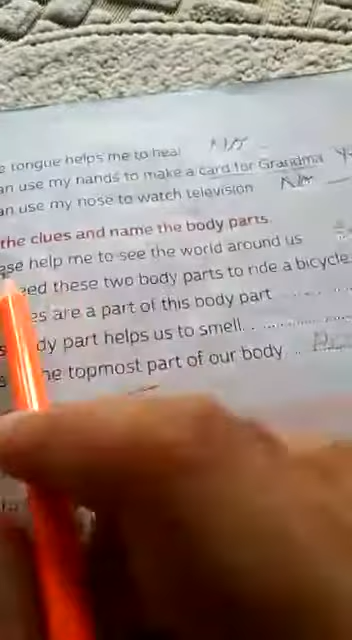 tongue helps me to hear No
an use my hands to make a card for Grandma
an use my nose to watch television No
the clues and name the body parts
ese help me to see the world around us
eed these two body parts to ride a bicycle
es are a part of this body part
dy part helps us to smell
he topmost part of our body